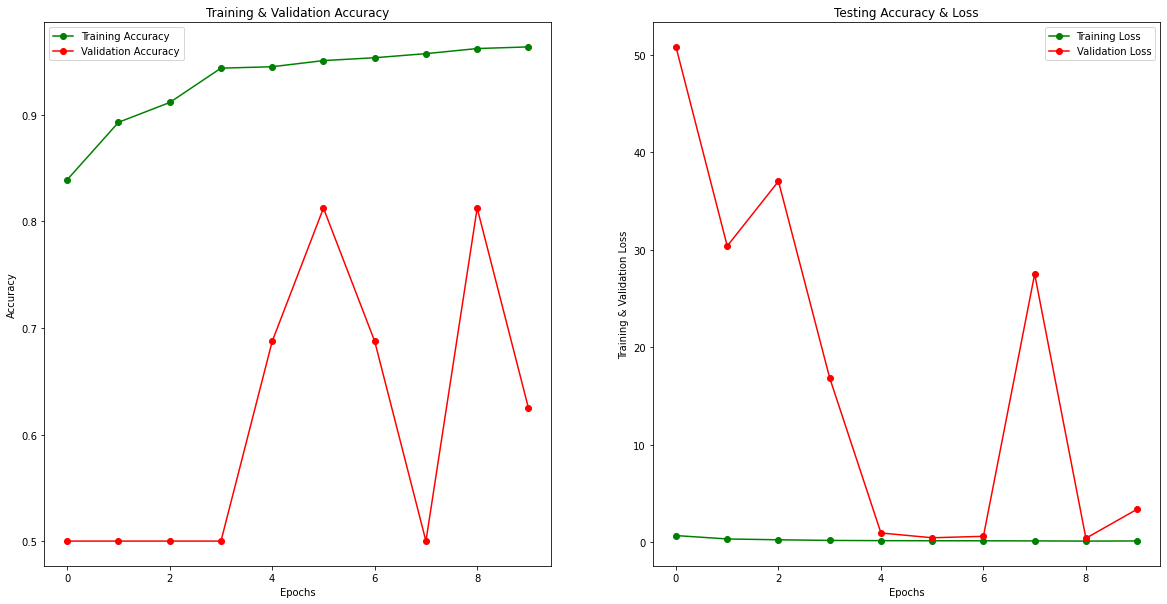 Training & Validation Accuracy
Training Accuracy
Validation Accuracy
Accuracy
0.9
0.8
0.7
0.6
0.5
0 2 4 6 8
Epochs
Testing Accuracy & Loss
Training Loss
Validation Loss
Training & Validation Loss
50
40
30
20
10
0
0 2 4 6 8
Epochs